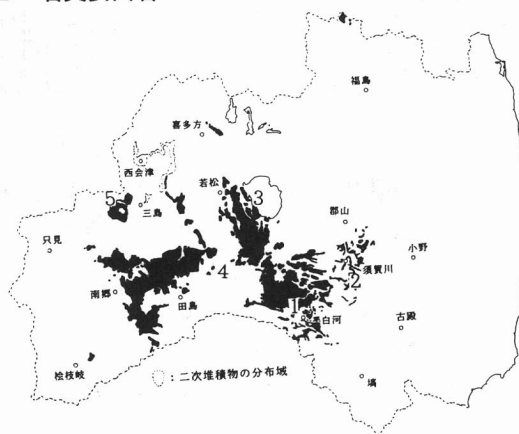 福島
喜多方
西会津
若松
3
5
三島
郡山
只見
小野
須賀川
4
2
南郷
田島
1
白河
古殿
桧枝岐
塙
：二次堆積物の分布域